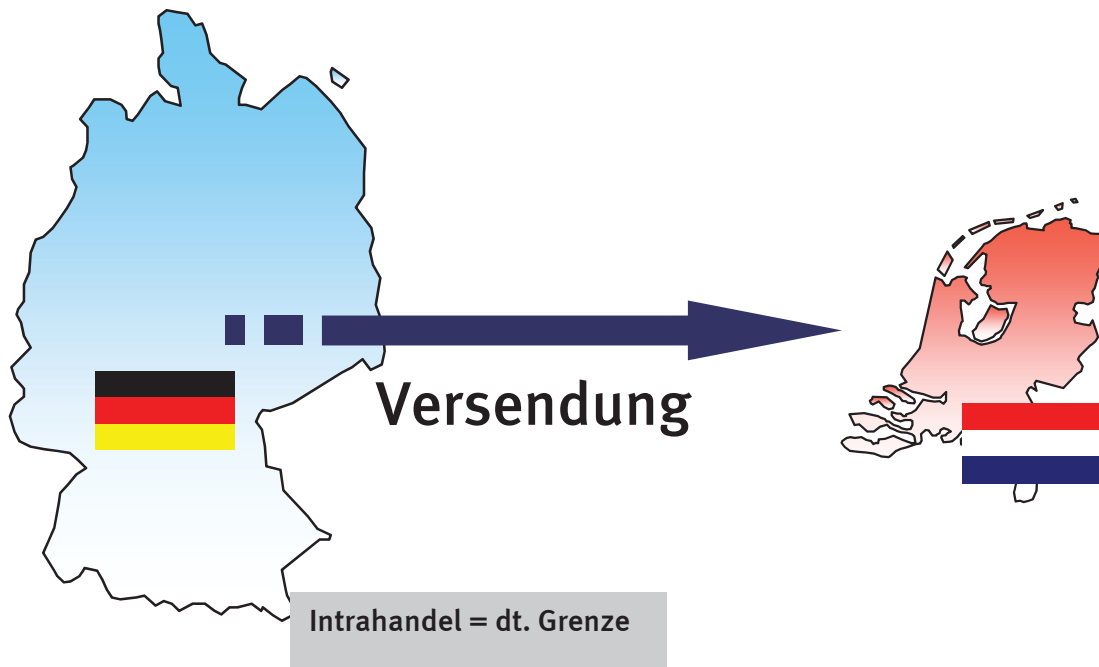 Versendung
Intrahandel = dt. Grenze